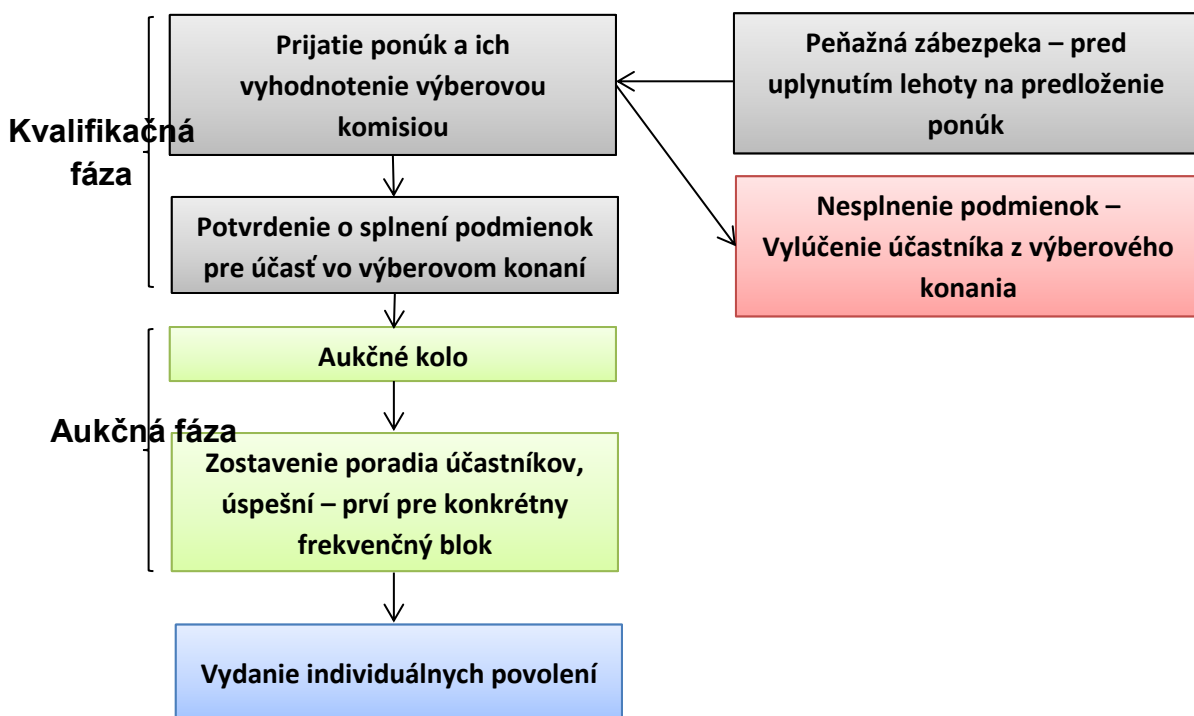 Kvalifikačná
fáza
Prijatie ponúk a ich
vyhodnotenie výberovou
komisiou
Peňažná zábezpeka – pred
uplynutím lehoty na predloženie
ponúk
Potvrdenie o splnení podmienok
pre účasť vo výberovom konaní
Nesplnenie podmienok –
Vylúčenie účastníka z výberového
konania
Aukčná fáza
Aukčné kolo
Zostavenie poradia účastníkov,
úspešní – prví pre konkrétny
frekvenčný blok
Vydanie individuálnych povolení